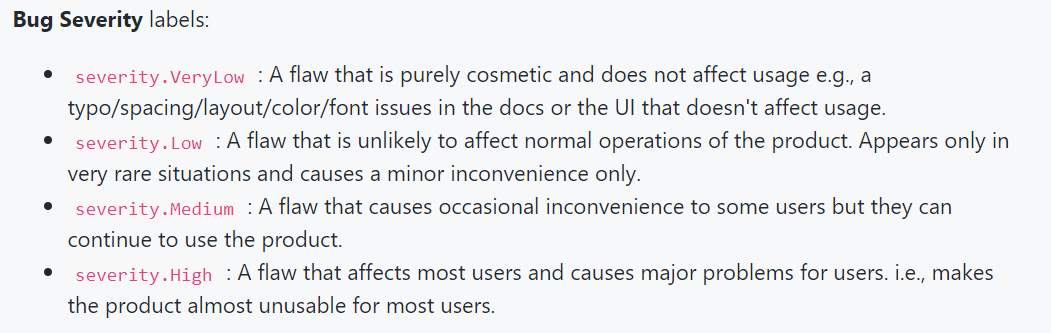 Bug Severity labels:
severity.VeryLow : A flaw that is purely cosmetic and does not affect usage e.g., a
typo/spacing/layout/color/font issues in the docs or the UI that doesn't affect usage.
severity.Low : A flaw that is unlikely to affect normal operations of the product. Appears only in
very rare situations and causes a minor inconvenience only.
severity.Medium : A flaw that causes occasional inconvenience to some users but they can
continue to use the product.
severity.High : A flaw that affects most users and causes major problems for users. i.e., makes
the product almost unusable for most users.